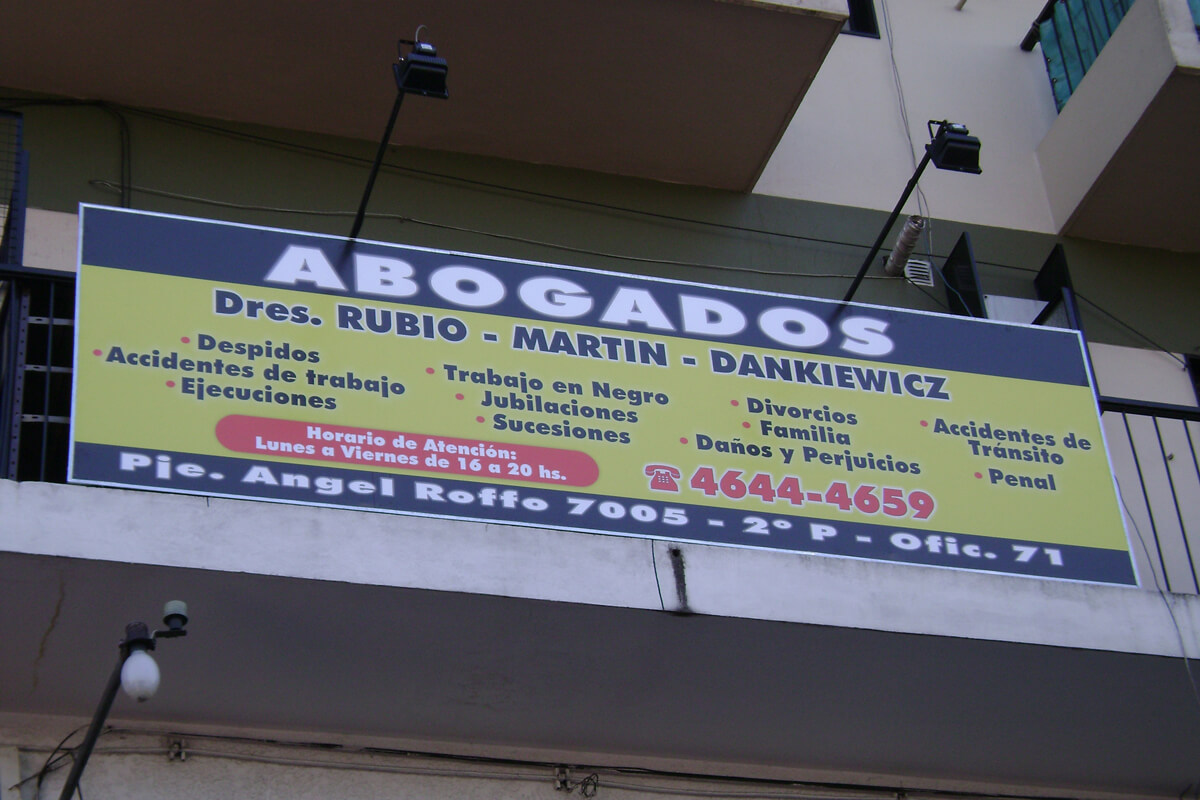 ABOGADOS
Dres. RUBIO - MARTIN - DANKIEWICZ
• Despidos
• Accidentes de trabajo
• Ejecuciones
• Trabajo en Negro
• Jubilaciones
• Sucesiones
• Divorcios
• Familia
• Daños y Perjuicios
• Accidentes de
Tránsito
• Penal
Horario de Atención:
Lunes a Viernes de 16 a 20 hs.
☎ 4644-4659
Pje. Angel Roffo 7005 - 2º P - Ofic. 71